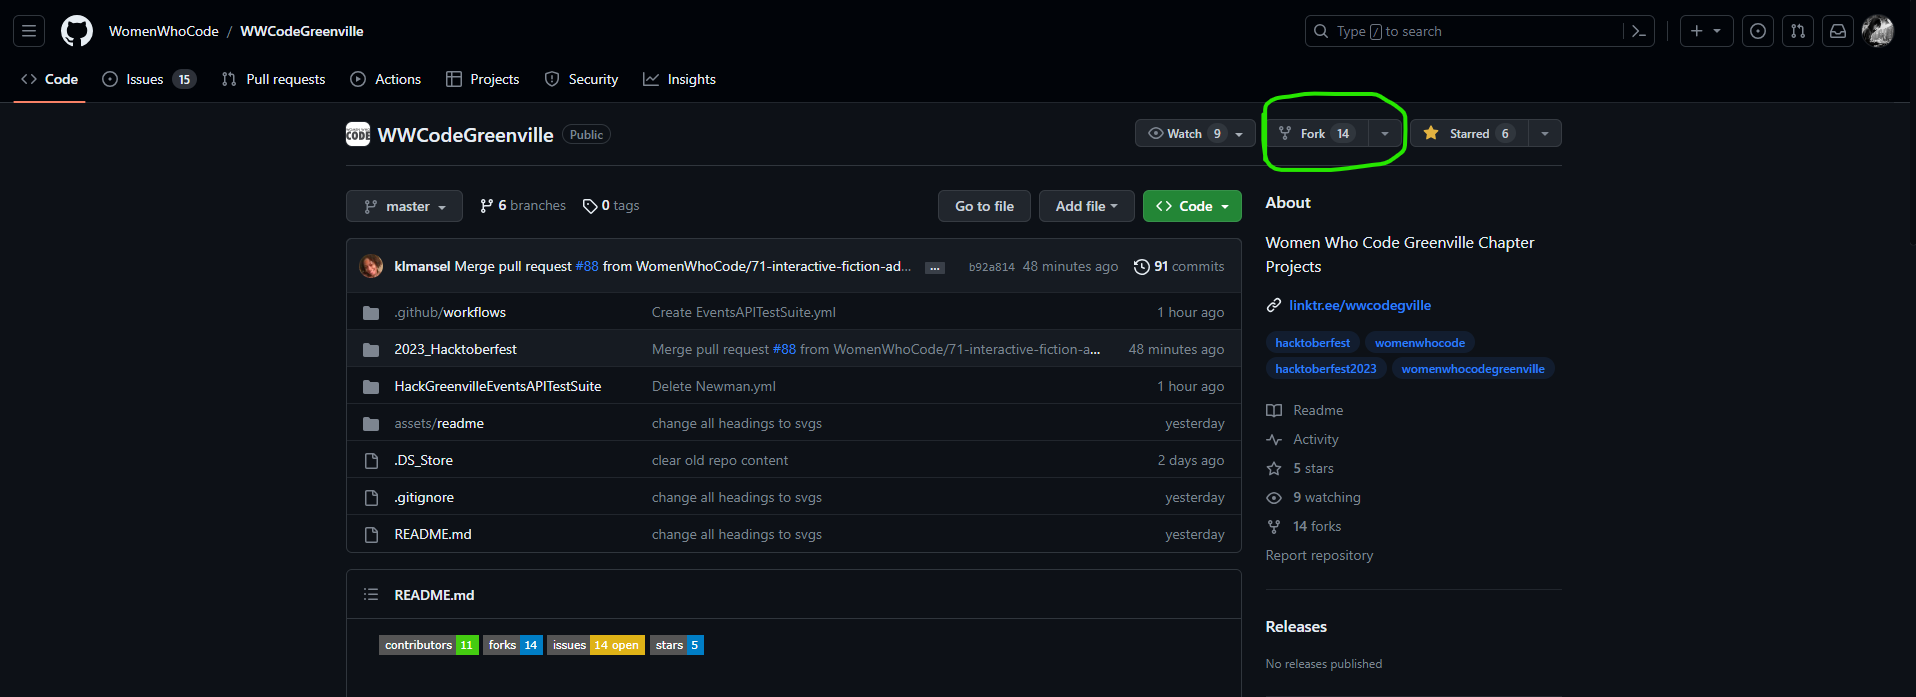 WomenWhoCode / WWCodeGreenville
Type / to search
Code
Issues 15
Pull requests
Actions
Projects
Security
Insights
WWCodeGreenville Public
Watch 9
Fork 14
Starred 6
master
6 branches
0 tags
Go to file
Add file
Code
klmansel Merge pull request #88 from WomenWhoCode/71-interactive-fiction-ad... ... b92a814 48 minutes ago 91 commits
.github/workflows Create EventsAPITestSuite.yml 1 hour ago
2023_Hacktoberfest Merge pull request #88 from WomenWhoCode/71-interactive-fiction-a... 48 minutes ago
HackGreenvilleEventsAPITestSuite Delete Newman.yml 1 hour ago
assets/readme change all headings to svgs yesterday
.DS_Store clear old repo content 2 days ago
.gitignore change all headings to svgs yesterday
README.md change all headings to svgs yesterday
README.md
contributors 11 forks 14 issues 14 open stars 5
About
Women Who Code Greenville Chapter
Projects
linktr.ee/wwcodegville
hacktoberfest womenwhocode
hacktoberfest2023 womenwhocodegreenville
Readme
Activity
5 stars
9 watching
14 forks
Report repository
Releases
No releases published